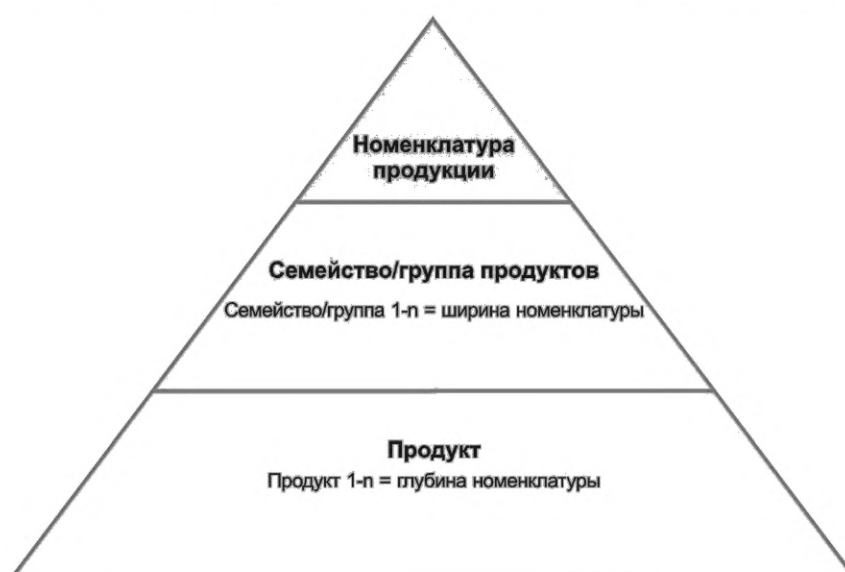 Номенклатура
продукции
Семейство/группа продуктов
Семейство/группа 1-n = ширина номенклатуры
Продукт
Продукт 1-n = глубина номенклатуры